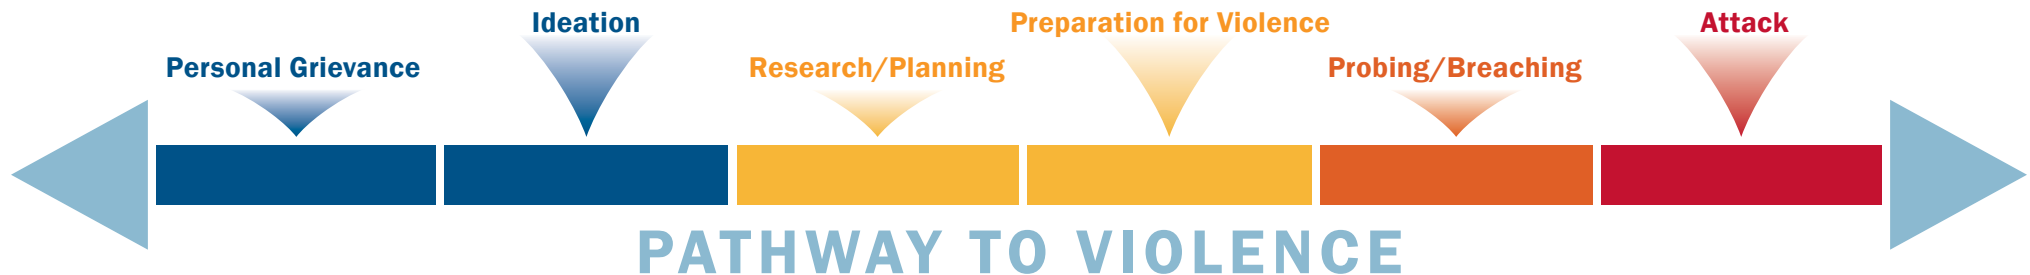 Personal Grievance
Ideation
Research/Planning
Preparation for Violence
Probing/Breaching
Attack
PATHWAY TO VIOLENCE